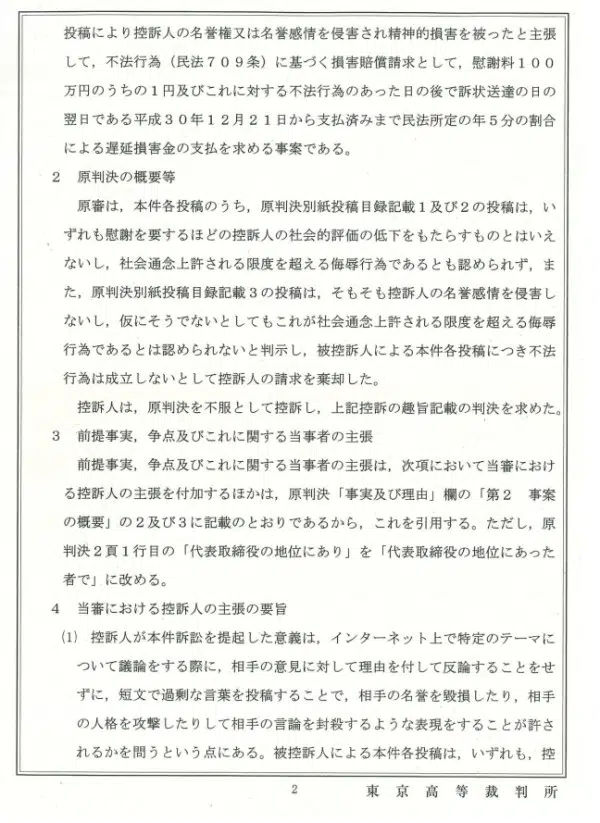 投稿により控訴人の名誉権又は名誉感情を侵害され精神的損害を被ったと主張
して，不法行為（民法７０９条）に基づく損害賠償請求として，慰謝料１００
万円のうちの１円及びこれに対する不法行為のあった日の後で訴状送達の日の
翌日である平成３０年１２月２１日から支払済みまで民法所定の年５分の割合
による遅延損害金の支払を求める事案である。
２　原判決の概要等
原審は，本件各投稿のうち，原判決別紙投稿目録記載１及び２の投稿は，い
ずれも慰謝を要するほどの控訴人の社会的評価の低下をもたらすものとはいえ
ないし，社会通念上許される限度を超える侮辱行為であるとも認められず，ま
た，原判決別紙投稿目録記載３の投稿は，そもそも控訴人の名誉感情を侵害し
ないし，仮にそうでないとしてもこれが社会通念上許される限度を超える侮辱
行為であるとは認められないと判示し，被控訴人による本件各投稿につき不法
行為は成立しないとして控訴人の請求を棄却した。
控訴人は，原判決を不服として控訴し，上記控訴の趣旨記載の判決を求めた。
３　前提事実，争点及びこれに関する当事者の主張
前提事実，争点及びこれに関する当事者の主張は，次項において当審におけ
る控訴人の主張を付加するほかは，原判決「事実及び理由」欄の「第２　事案
の概要」の２及び３に記載のとおりであるから，これを引用する。ただし，原
判決２頁１行目の「代表取締役の地位にあり」を「代表取締役の地位にあった
者で」に改める。
４　当審における控訴人の主張の要旨
⑴　控訴人が本件訴訟を提起した意義は，インターネット上で特定のテーマに
ついて議論をする際に，相手の意見に対して理由を付して反論することをせ
ずに，短文で過剰な言葉を投稿することで，相手の名誉を毀損したり，相手
の人格を攻撃したりして相手の言論を封殺するような表現をすることが許さ
れるかを問うという点にある。被控訴人による本件各投稿は，いずれも，控
2
東京高等裁判所